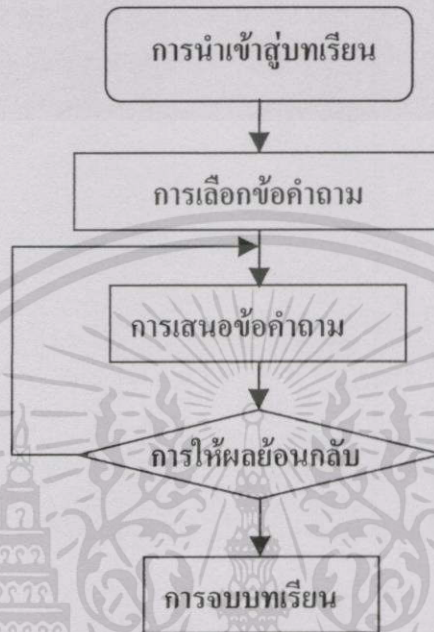 การนำเข้าสู่บทเรียน
การเลือกข้อคำถาม
การเสนอข้อคำถาม
การให้ผลย้อนกลับ
การจบบทเรียน